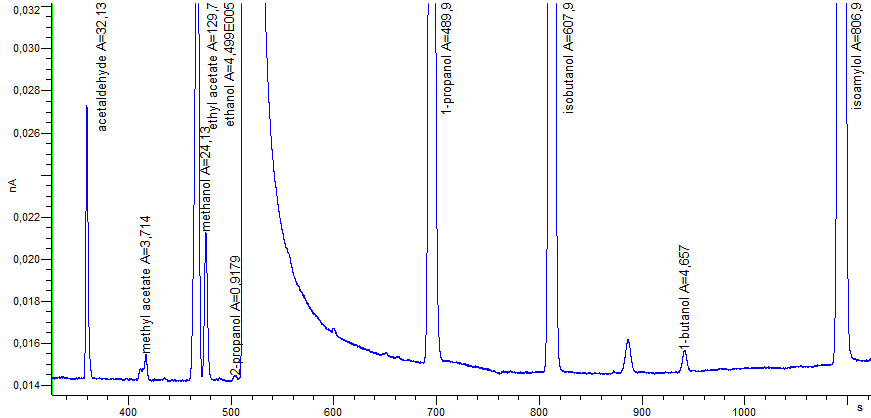 0,032
0,030
0,028
0,026
0,022
0,020
0,018
0,016
0,014
nA
acetaldehyde A=32,13
methyl acetate A=3,714
ethyl acetate A=129,7
methanol A=24,13
ethanol A=4,499E005
2-propanol A=0,9179
1-propanol A=489,9
isobutanol A=607,9
1-butanol A=4,657
isoamylol A=806,9
400
500
600
700
800
900
1000
s